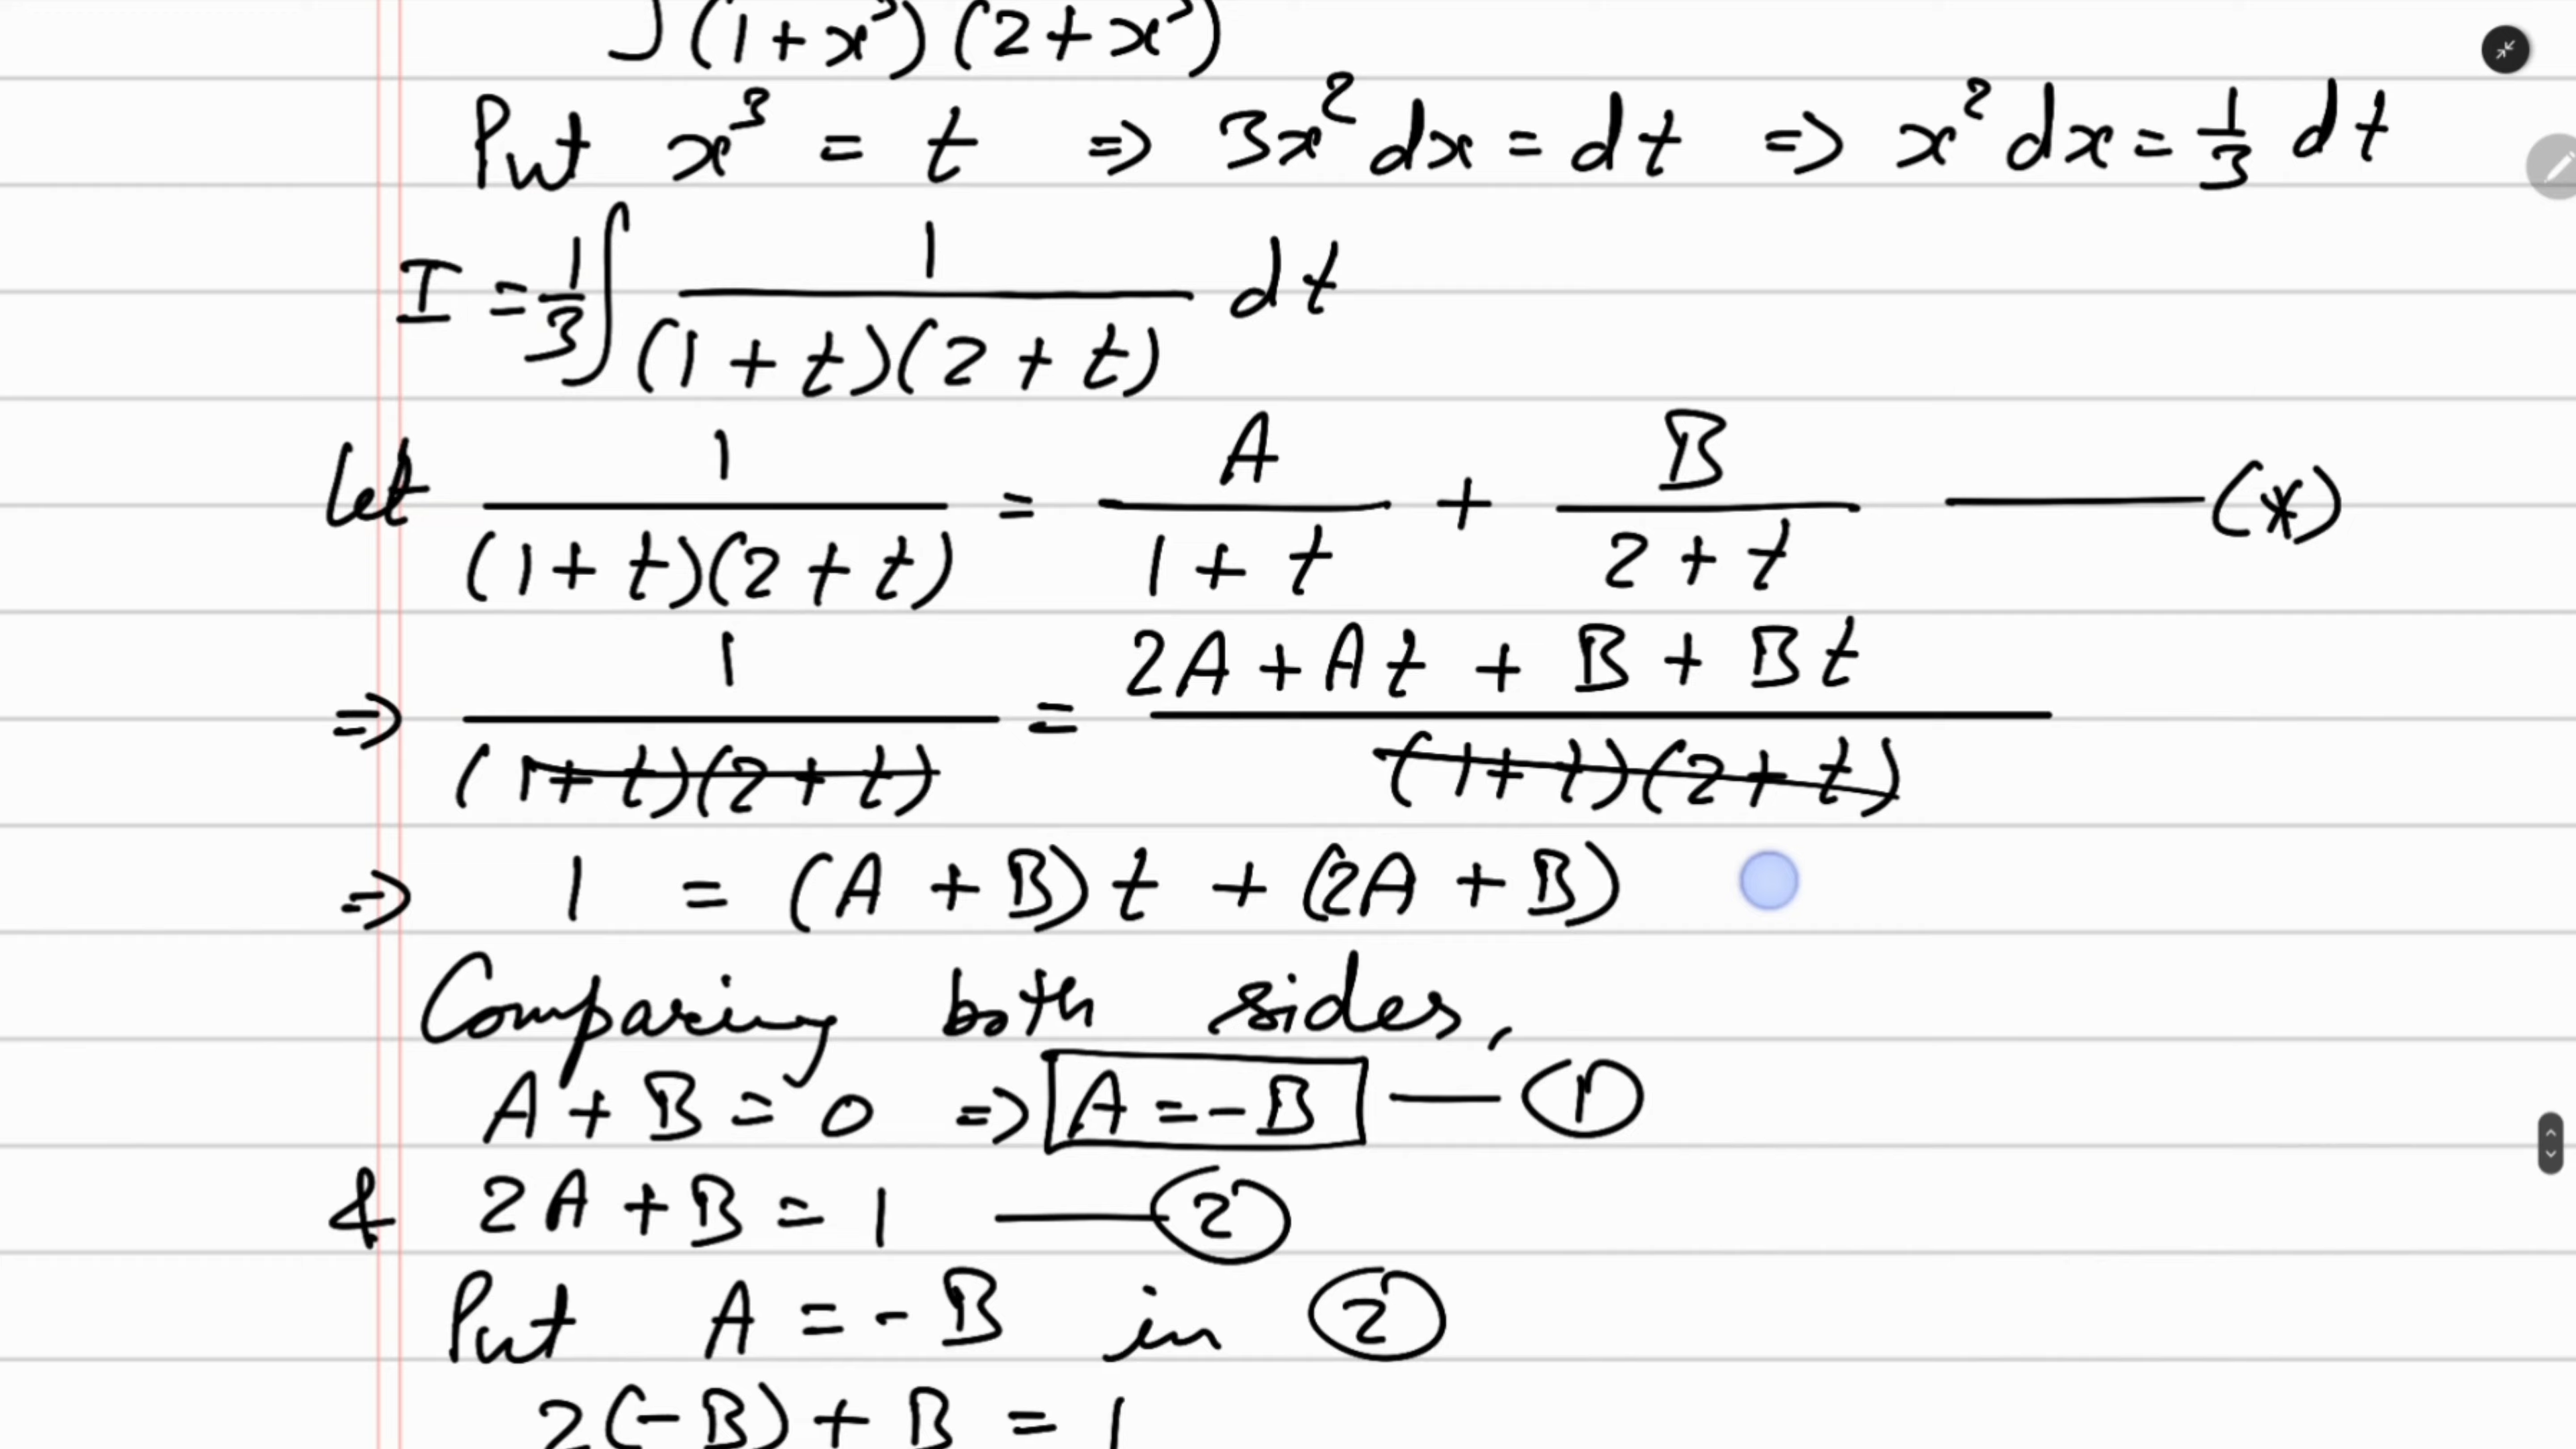 ∫ (1+x³)(2+x³)
Put x³ = t ⇒ 3x² dx = dt ⇒ x² dx = 1/3 dt
I = 1/3 ∫ 1/((1+t)(2+t)) dt
Let 1/((1+t)(2+t)) = A/(1+t) + B/(2+t) —— (*)
⇒ 1/((1+t)(2+t)) = (2A + At + B + Bt)/((1+t)(2+t))
⇒ 1 = (A + B)t + (2A + B)
Comparing both sides,
A + B = 0 ⇒ A = -B — ①
& 2A + B = 1 — ②
Put A = - B in ②
2(-B) + B = 1